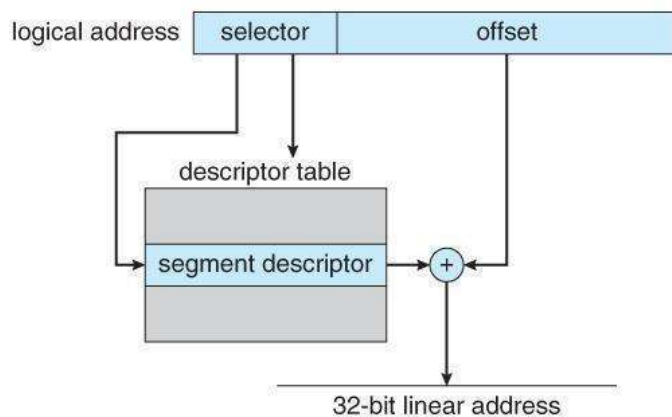 logical address selector offset
descriptor table
segment descriptor +
32-bit linear address